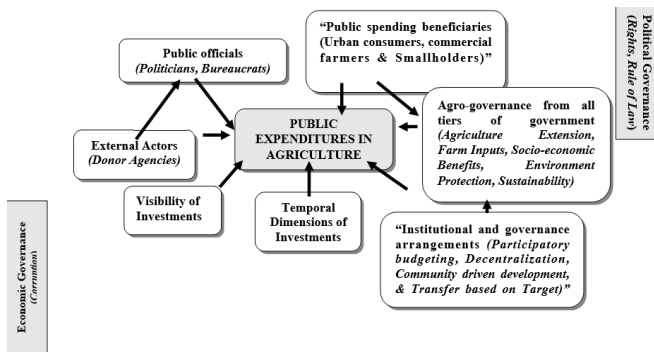 Public officials
(Politicians, Bureaucrats)
“Public spending beneficiaries
(Urban consumers, commercial
farmers & Smallholders)”
Political Governance
(Rights, Rule of Law)
External Actors
(Donor Agencies)
PUBLIC
EXPENDITURES IN
AGRICULTURE
Agro-governance from all
tiers of government
(Agriculture Extension,
Farm Inputs, Socio-economic
Benefits, Environment
Protection, Sustainability)
Visibility of
Investments
Temporal
Dimensions of
Investments
“Institutional and governance
arrangements (Participatory
budgeting, Decentralization,
Community driven development,
& Transfer based on Target)”
Economic Governance
(Corruption)